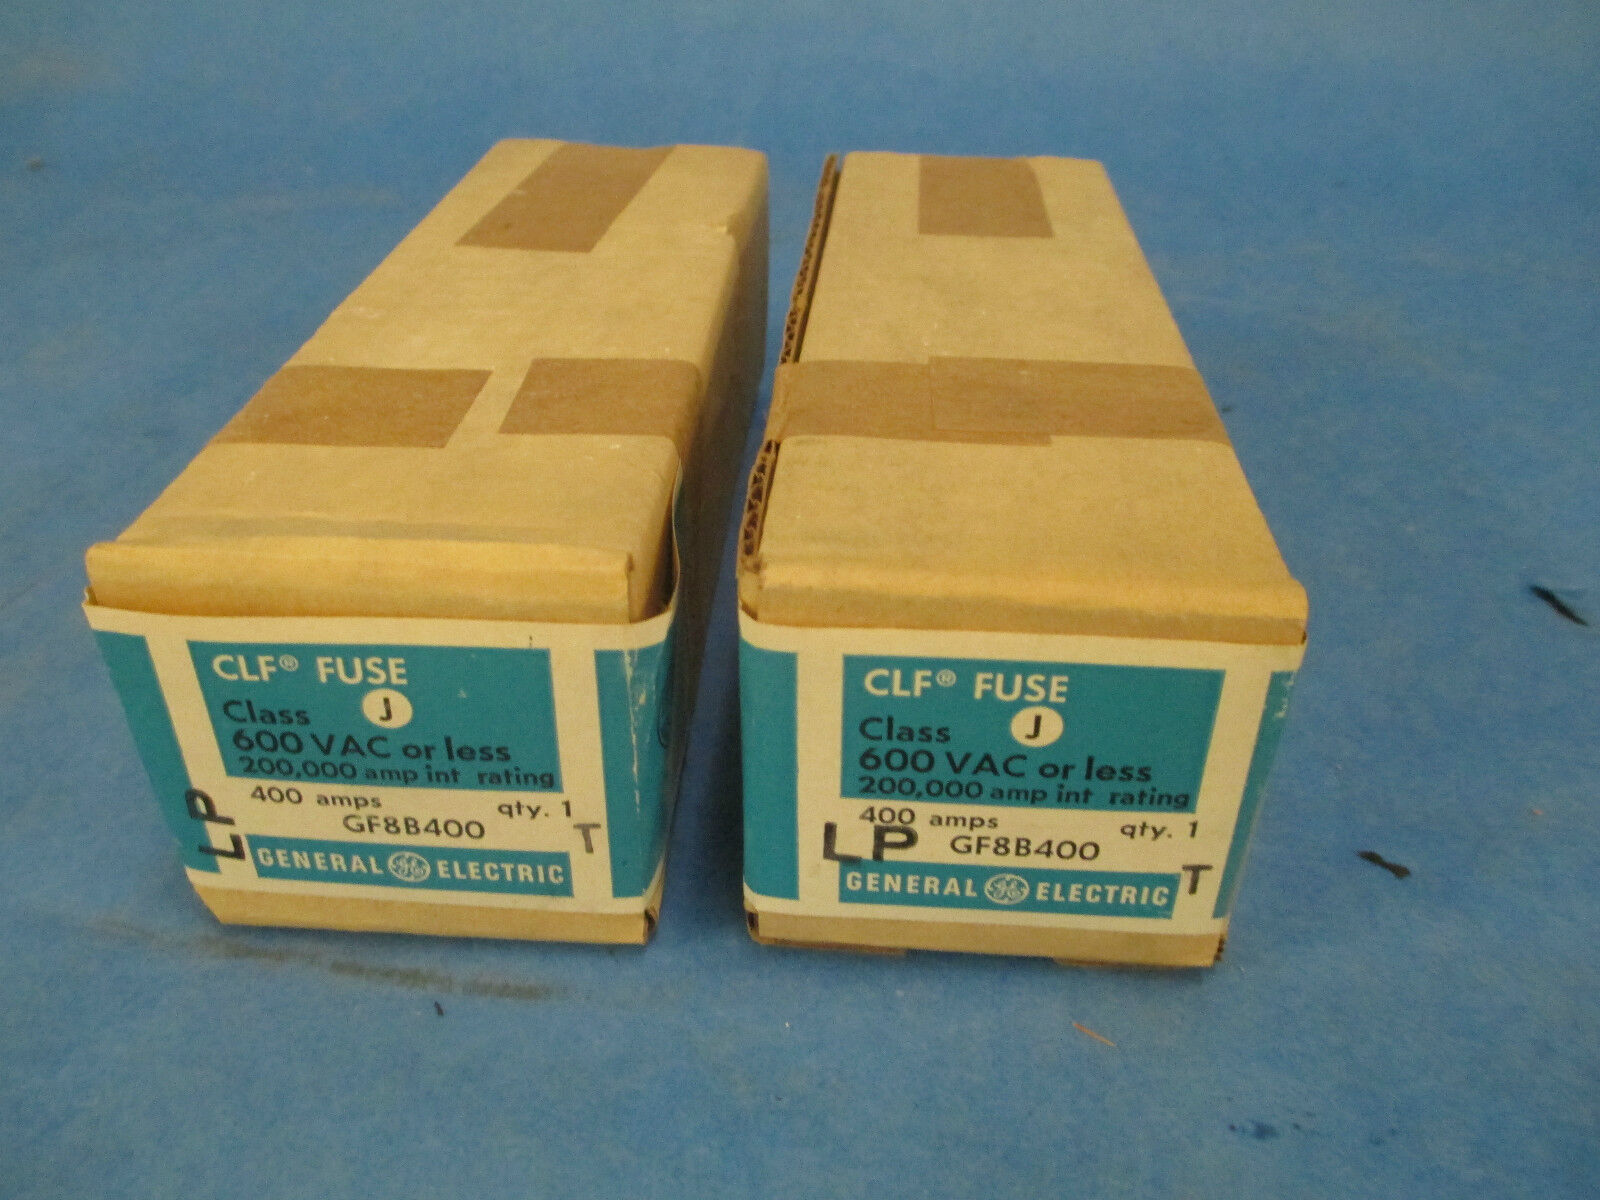 CLF® FUSE
Class J
600 VAC or less
200,000 amp int rating
400 amps qty. 1
GF8B400
LP
T
GENERAL GE ELECTRIC
CLF® FUSE
Class J
600 VAC or less
200,000 amp int rating
400 amps qty. 1
LP GF8B400
T
GENERAL GE ELECTRIC